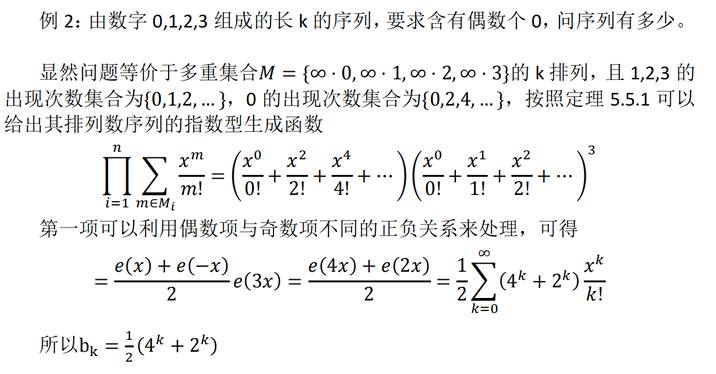 例 2：由数字 0,1,2,3 组成的长 k 的序列，要求含有偶数个 0，问序列有多少。
显然问题等价于多重集合$M = \{\infty \cdot 0, \infty \cdot 1, \infty \cdot 2, \infty \cdot 3\}$的 k 排列，且 1,2,3 的
出现次数集合为{0,1,2, … }，0 的出现次数集合为{0,2,4, … }，按照定理 5.5.1 可以
给出其排列数序列的指数型生成函数
$\prod_{i=1}^{n} \sum_{m \in M_i} \frac{x^m}{m!} = \left(\frac{x^0}{0!} + \frac{x^2}{2!} + \frac{x^4}{4!} + \cdots\right)\left(\frac{x^0}{0!} + \frac{x^1}{1!} + \frac{x^2}{2!} + \cdots\right)^3$
第一项可以利用偶数项与奇数项不同的正负关系来处理，可得
$= \frac{e(x) + e(-x)}{2} e(3x) = \frac{e(4x) + e(2x)}{2} = \frac{1}{2} \sum_{k=0}^{\infty} (4^k + 2^k) \frac{x^k}{k!}$
所以$b_k = \frac{1}{2}(4^k + 2^k)$